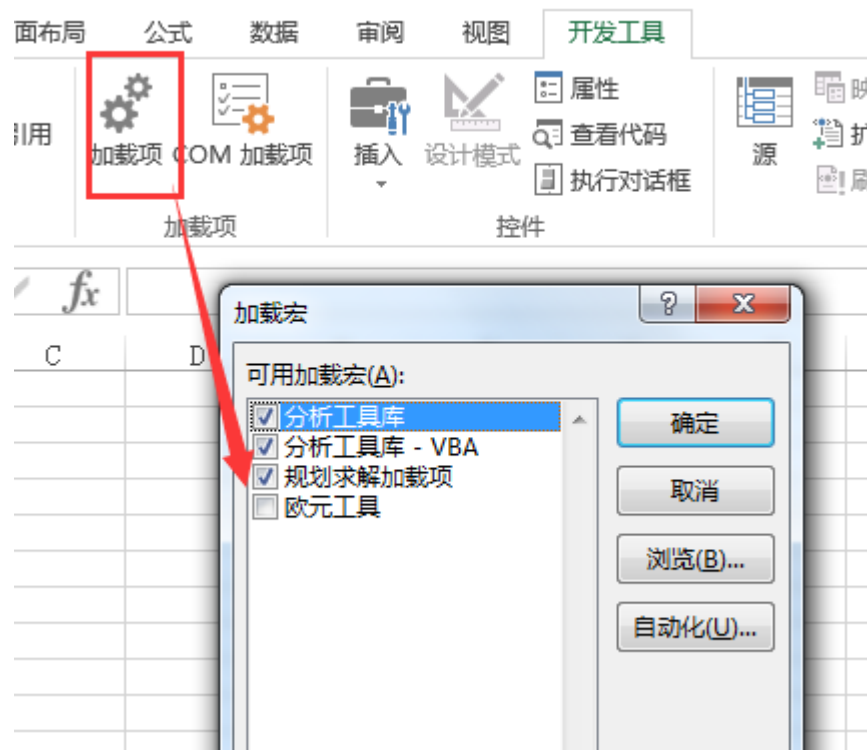 面布局 公式 数据 审阅 视图 开发工具
引用 加载项 COM 加载项 插入 设计模式 属性 查看代码 执行对话框 源
加载项 控件
fx
C D
加载宏 ?
可用加载宏(A):
分析工具库
分析工具库 - VBA
规划求解加载项
欧元工具
确定
取消
浏览(B)...
自动化(U)...